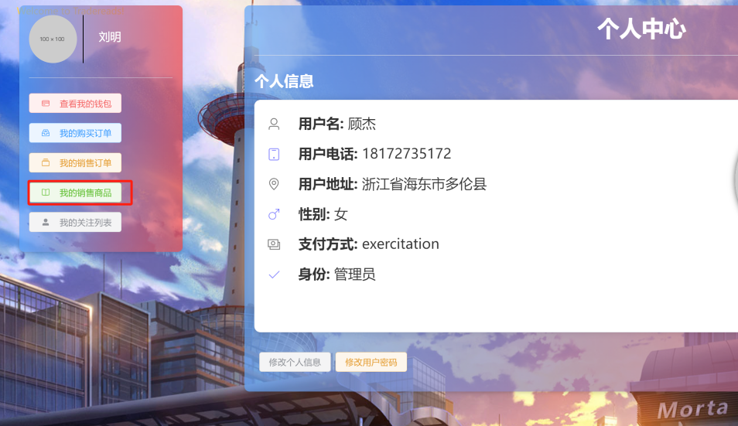 100 × 100
刘明
查看我的钱包
我的购买订单
我的销售订单
我的销售商品
我的关注列表
个人中心
个人信息
用户名: 顾杰
用户电话: 18172735172
用户地址: 浙江省海东市多伦县
性别: 女
支付方式: exercitation
身份: 管理员
修改个人信息
修改用户密码
Morta